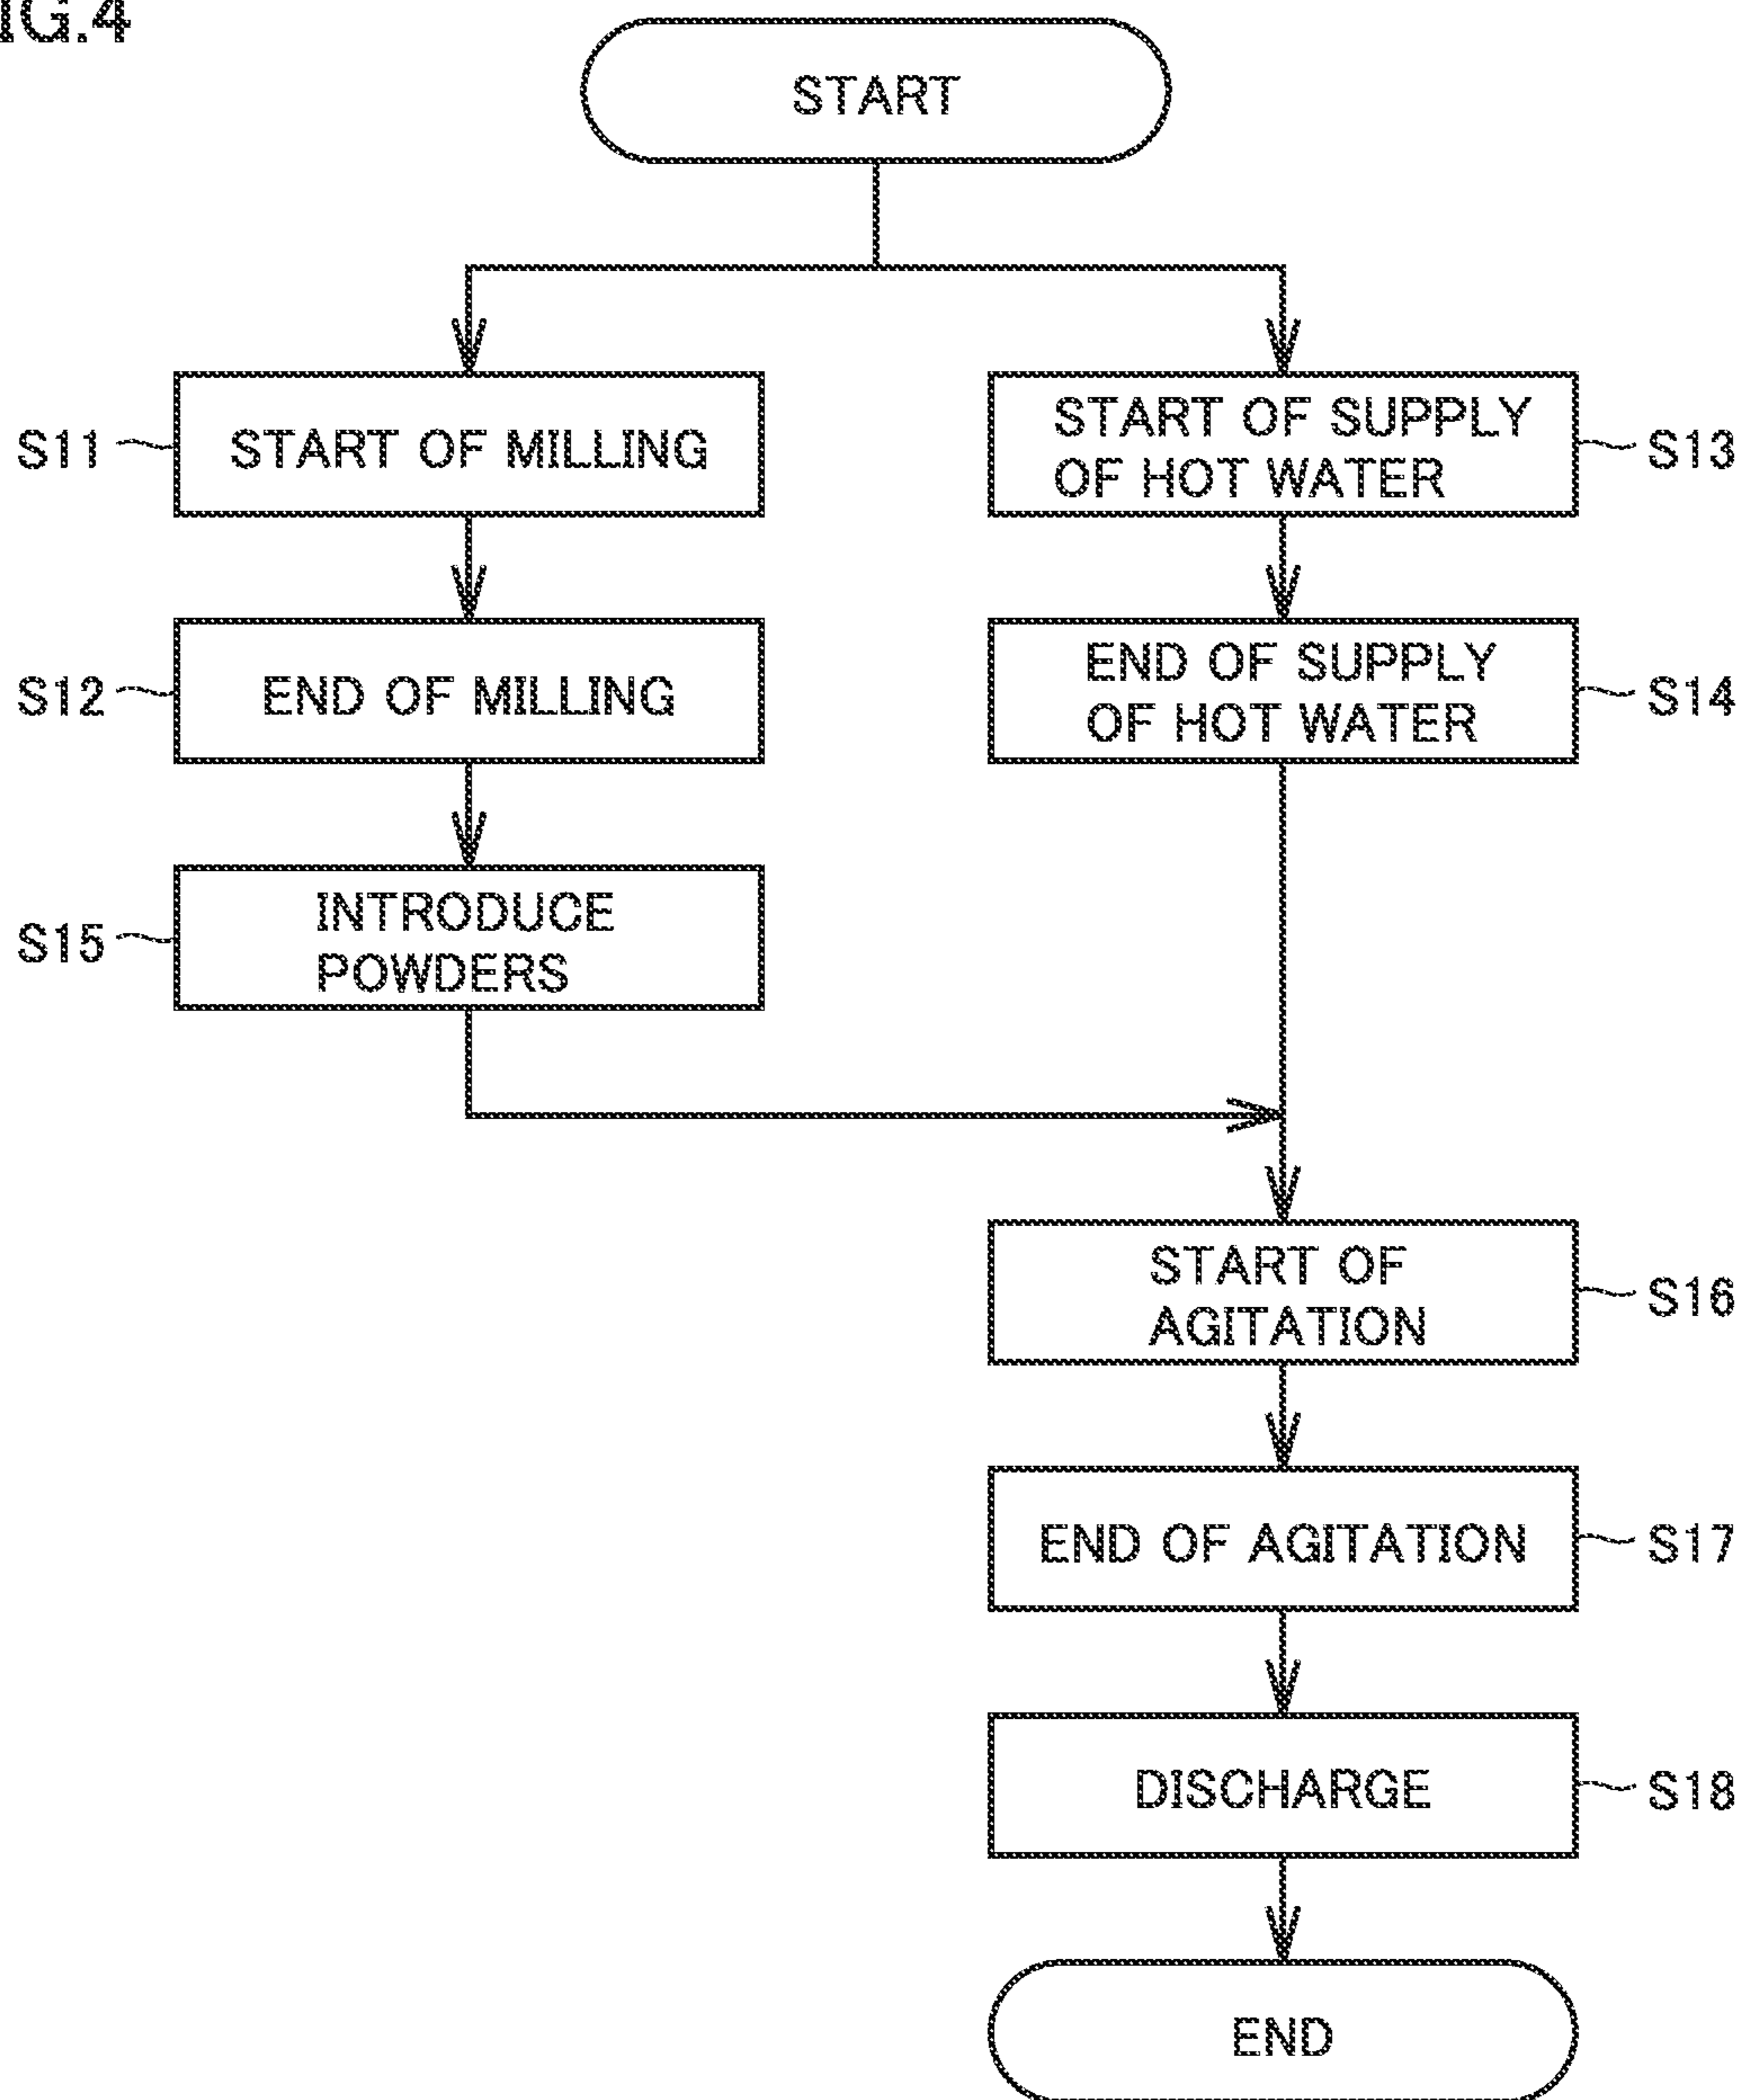 IG.4
START
S11
START OF MILLING
START OF SUPPLY
OF HOT WATER
S13
S12
END OF MILLING
END OF SUPPLY
OF HOT WATER
S14
S15
INTRODUCE
POWDERS
START OF
AGITATION
S16
END OF AGITATION
S17
DISCHARGE
S18
END